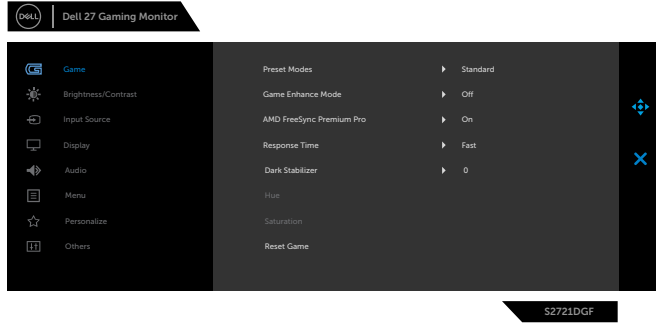 DELL Dell 27 Gaming Monitor
Game Preset Modes Standard
Brightness/Contrast Game Enhance Mode Off
Input Source AMD FreeSync Premium Pro On
Display Response Time Fast
Audio Dark Stabilizer 0
Menu Hue
Personalize Saturation
Others Reset Game
S2721DGF